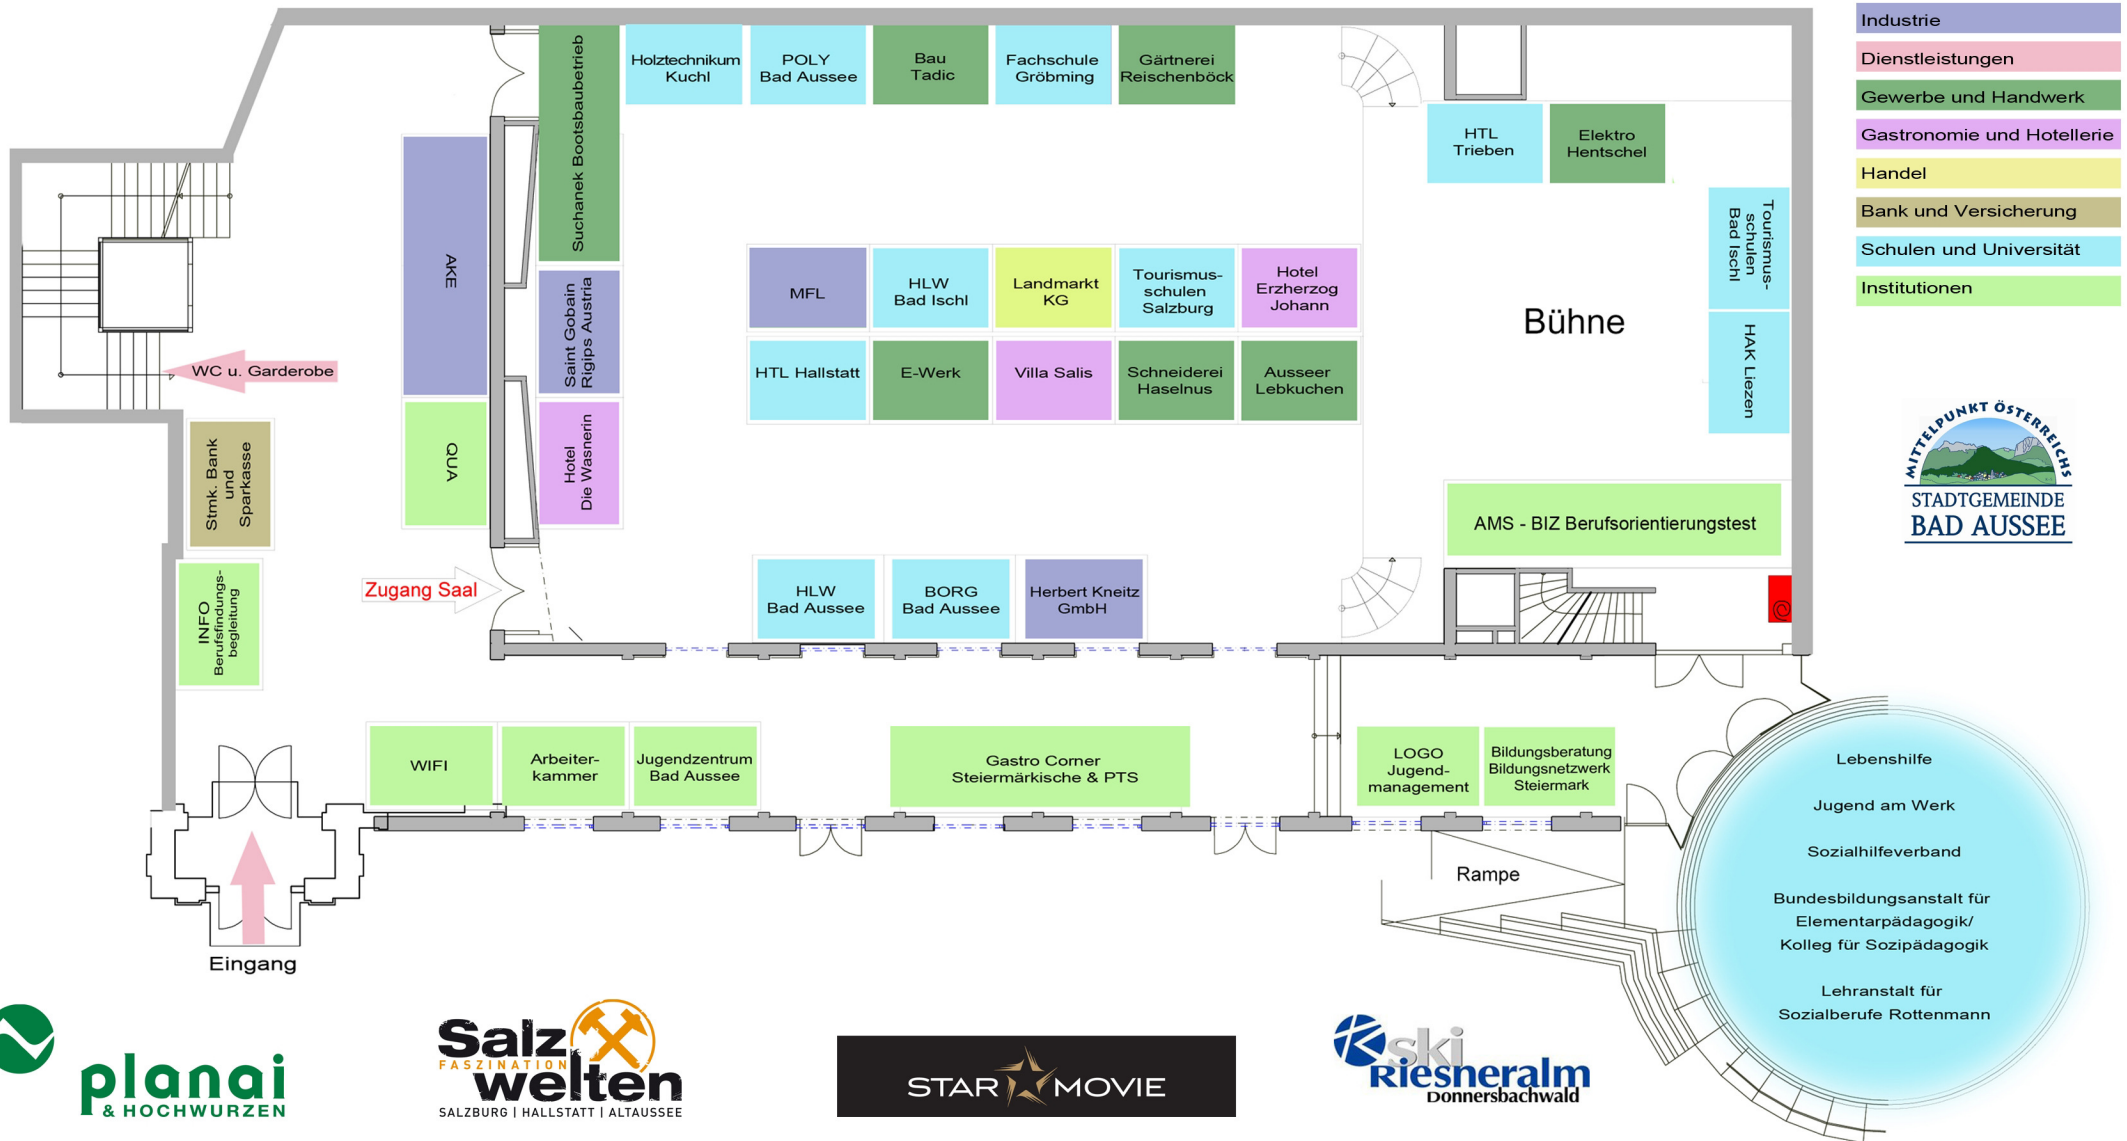 Industrie
Dienstleistungen
Gewerbe und Handwerk
Gastronomie und Hotellerie
Handel
Bank und Versicherung
Schulen und Universität
Institutionen
Suchanek Bootsbaubetrieb
Holztechnikum
Kuchl
POLY
Bad Aussee
Bau
Tadic
Fachschule
Gröbming
Gärtnerei
Reischenböck
HTL
Trieben
Elektro
Hentschel
Tourismus-
schulen
Bad Ischl
HAK Liezen
AKE
Saint Gobain
Rigips Austria
MFL
HLW
Bad Ischl
Landmarkt
KG
Tourismus-
schulen
Salzburg
Hotel
Erzherzog
Johann
Bühne
WC u. Garderobe
HTL Hallstatt
E-Werk
Villa Salis
Schneiderei
Haselnus
Ausseer
Lebkuchen
Stmk. Bank
und
Sparkasse
QUA
Hotel
Die Wasnerin
AMS - BIZ Berufsorientierungstest
MITTELPUNKT ÖSTERREICHS
STADTGEMEINDE
BAD AUSSEE
INFO
Berufsfindungs-
begleitung
Zugang Saal
HLW
Bad Aussee
BORG
Bad Aussee
Herbert Kneitz
GmbH
WIFI
Arbeiter-
kammer
Jugendzentrum
Bad Aussee
Gastro Corner
Steiermärkische & PTS
LOGO
Jugend-
management
Bildungsberatung
Bildungsnetzwerk
Steiermark
Lebenshilfe
Jugend am Werk
Sozialhilfeverband
Bundesbildungsanstalt für
Elementarpädagogik/
Kolleg für Sozipädagogik
Lehranstalt für
Sozialberufe Rottenmann
Rampe
Eingang
planai
& HOCHWURZEN
Salz
FASZINATION
welten
SALZBURG | HALLSTATT | ALTAUSSEE
STAR MOVIE
ski
Riesneralm
Donnersbachwald